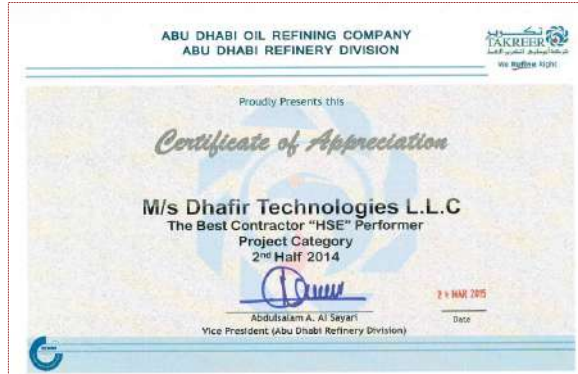 ABU DHABI OIL REFINING COMPANY
ABU DHABI REFINERY DIVISION
تكرير
TAKREER
We Refine Right
Proudly Presents this
Certificate of Appreciation
M/s Dhafir Technologies L.L.C
The Best Contractor "HSE" Performer
Project Category
2nd Half 2014
MAR 2015
Abdulsalam A. Al Sayari
Date
Vice President (Abu Dhabi Refinery Division)